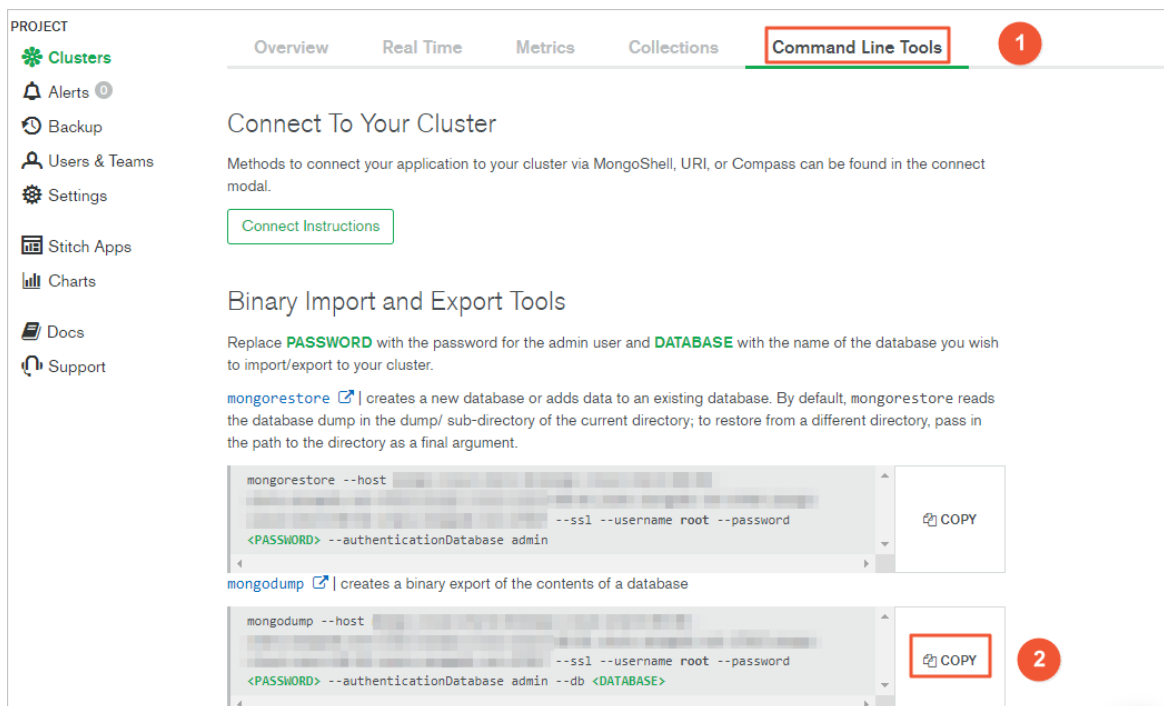 PROJECT
Clusters
Alerts 0
Backup
Users & Teams
Settings
Stitch Apps
Charts
Docs
Support
Overview Real Time Metrics Collections Command Line Tools 1
Connect To Your Cluster
Methods to connect your application to your cluster via MongoShell, URI, or Compass can be found in the connect
modal.
Connect Instructions
Binary Import and Export Tools
Replace PASSWORD with the password for the admin user and DATABASE with the name of the database you wish
to import/export to your cluster.
mongorestore | creates a new database or adds data to an existing database. By default, mongorestore reads
the database dump in the dump/ sub-directory of the current directory; to restore from a different directory, pass in
the path to the directory as a final argument.
mongorestore --host
--ssl --username root --password
<PASSWORD> --authenticationDatabase admin
COPY
mongodump | creates a binary export of the contents of a database
mongodump --host
--ssl --username root --password
<PASSWORD> --authenticationDatabase admin --db <DATABASE>
COPY 2